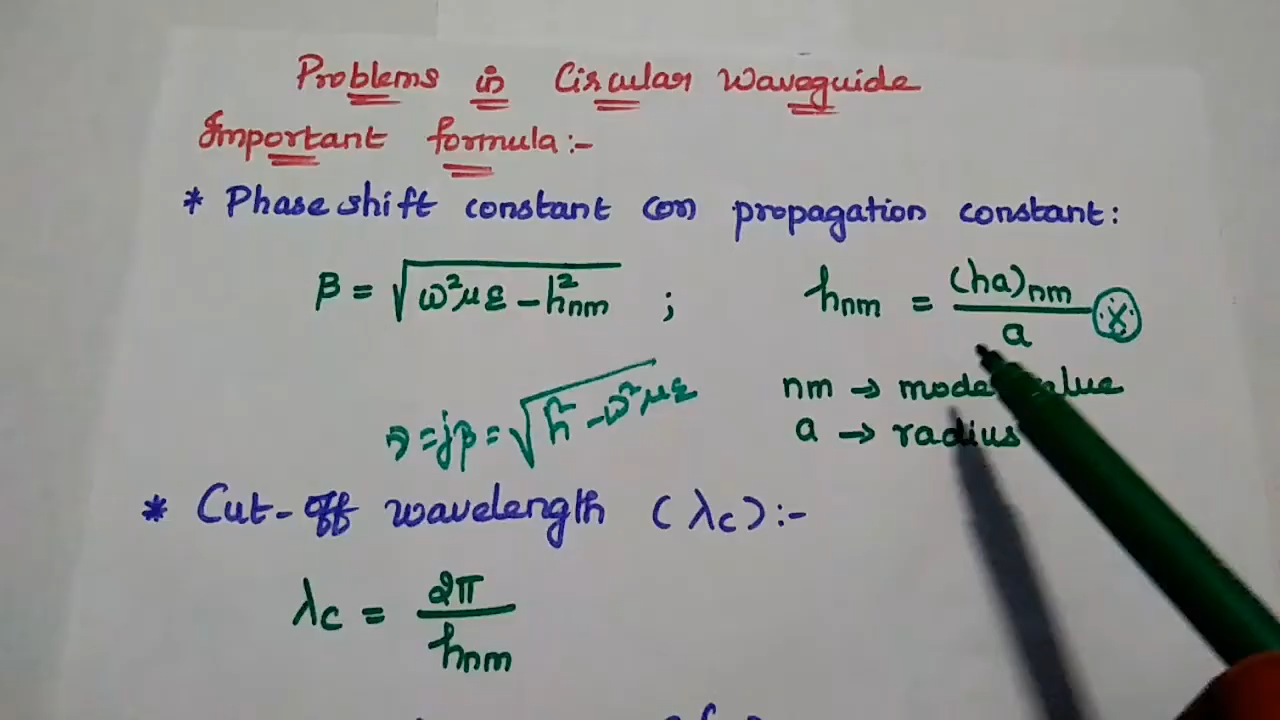 Problems in Circular Waveguide
Important formula:-
* Phase shift constant (or) propagation constant:
β = √ω²με - h²nm ; hnm = (ha)nm / a
nm → mode value
a → radius
γ = jβ = √h² - ω²με
* Cut-off wavelength (λc):-
λc = 2π / hnm